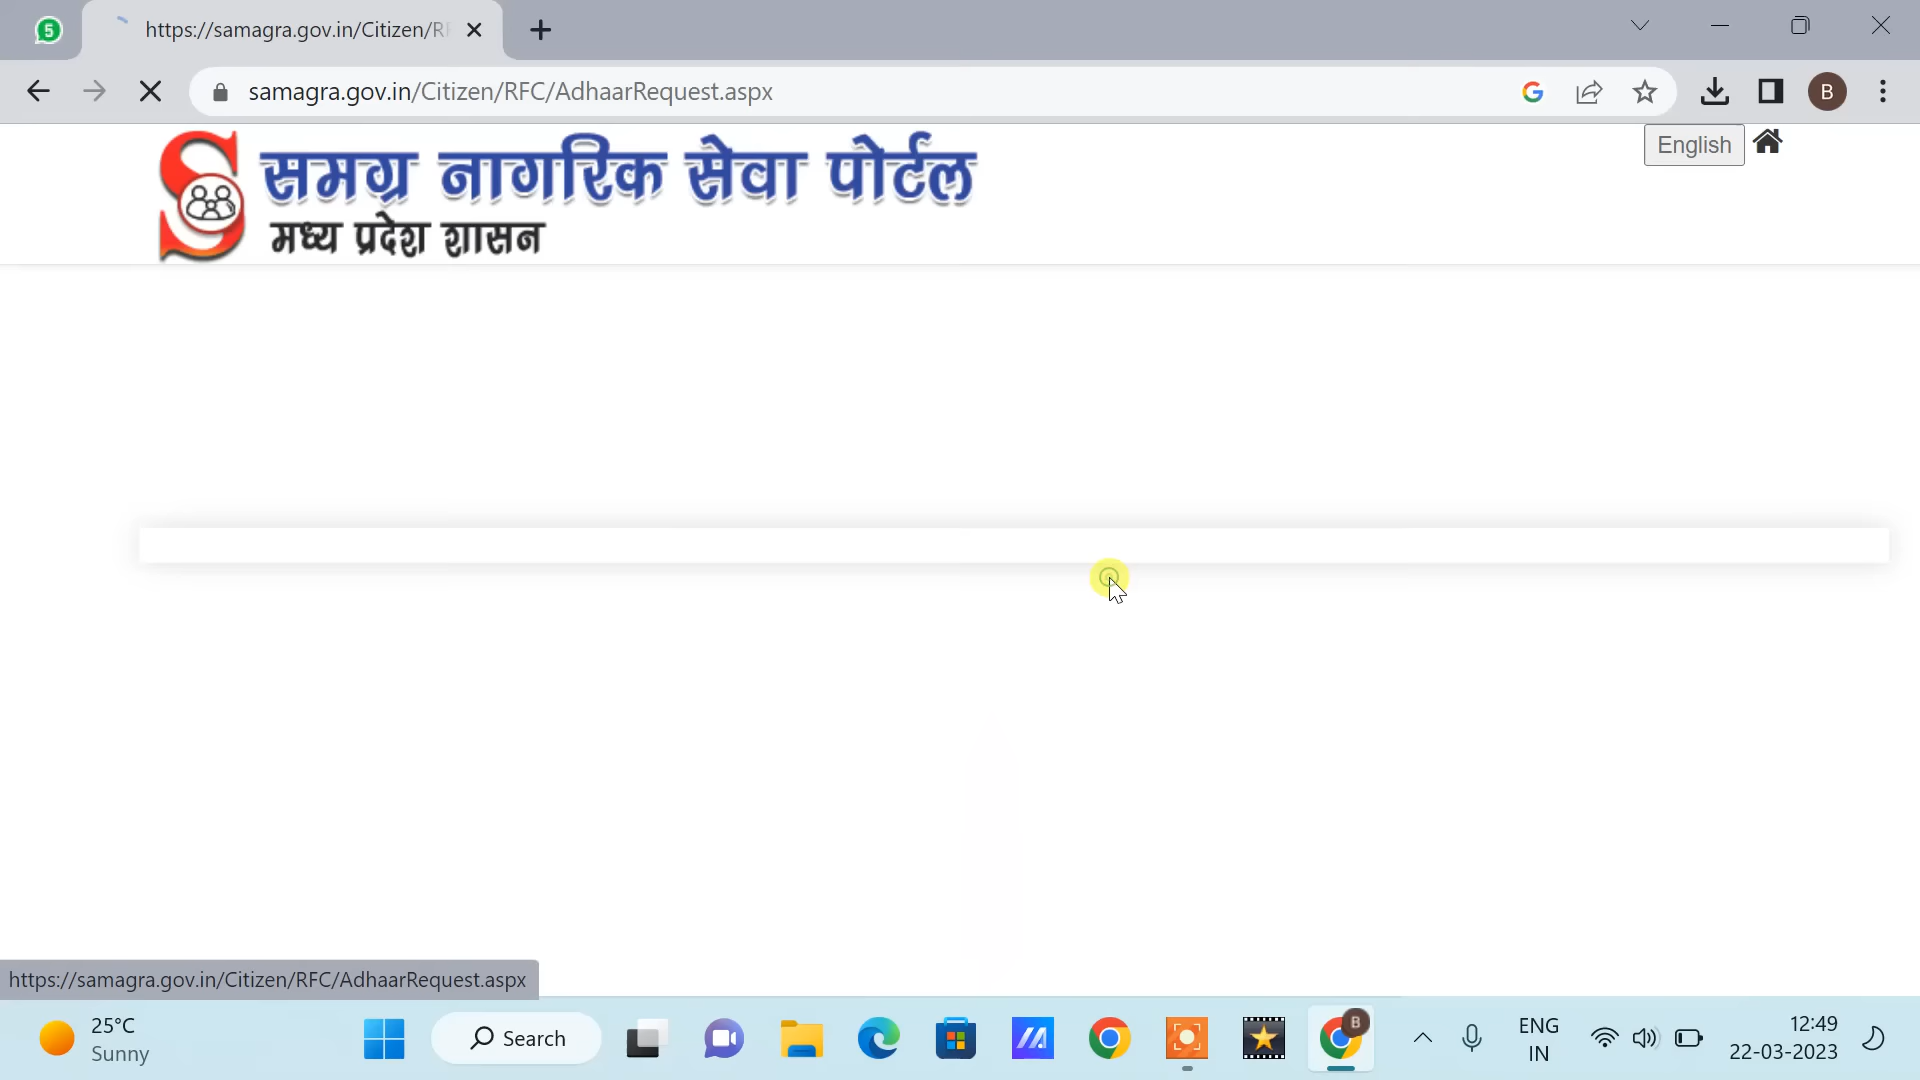 5
https://samagra.gov.in/Citizen/R
samagra.gov.in/Citizen/RFC/AdhaarRequest.aspx
B
समग्र नागरिक सेवा पोर्टल
मध्य प्रदेश शासन
English
https://samagra.gov.in/Citizen/RFC/AdhaarRequest.aspx
25°C
Sunny
Search
B
ENG
IN
12:49
22-03-2023